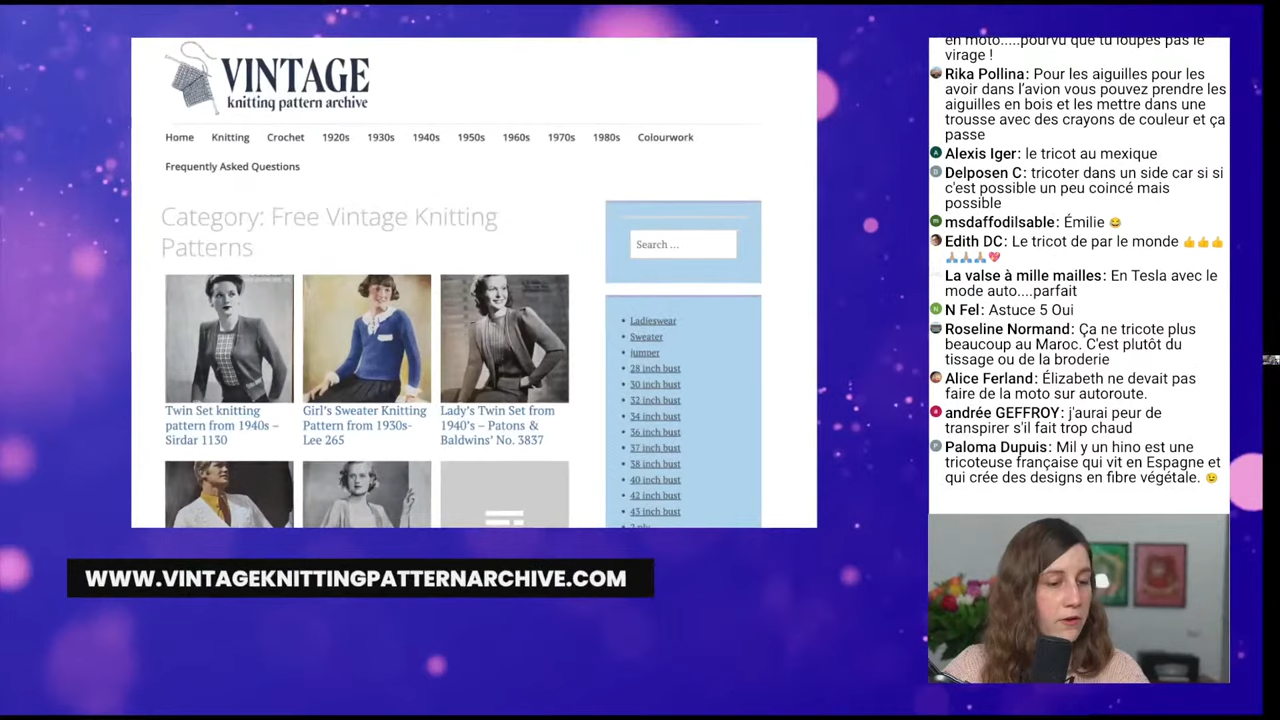 VINTAGE
knitting pattern archive
Home Knitting Crochet 1920s 1930s 1940s 1950s 1960s 1970s 1980s Colourwork
Frequently Asked Questions
Category: Free Vintage Knitting
Patterns
Twin Set knitting
pattern from 1940s –
Sirdar 1130
Girl's Sweater Knitting
Pattern from 1930s-
Lee 265
Lady's Twin Set from
1940's – Patons &
Baldwins' No. 3837
Search ...
Ladieswear
Sweater
jumper
28 inch bust
30 inch bust
32 inch bust
34 inch bust
36 inch bust
37 inch bust
38 inch bust
40 inch bust
42 inch bust
43 inch bust
2 ply
WWW.VINTAGEKNITTINGPATTERNARCHIVE.COM
en moto.....pourvu que tu loupes pas le
virage !
Rika Pollina: Pour les aiguilles pour les
avoir dans l'avion vous pouvez prendre les
aiguilles en bois et les mettre dans une
trousse avec des crayons de couleur et ça
passe
Alexis Iger: le tricot au mexique
Delposen C: tricoter dans un side car si si
c'est possible un peu coincé mais
possible
msdaffodilsable: Émilie 😂
Edith DC: Le tricot de par le monde 👍👍👍
🙏🙏🙏💖
La valse à mille mailles: En Tesla avec le
mode auto....parfait
N Fel: Astuce 5 Oui
Roseline Normand: Ça ne tricote plus
beaucoup au Maroc. C'est plutôt du
tissage ou de la broderie
Alice Ferland: Élizabeth ne devait pas
faire de la moto sur autoroute.
andrée GEFFROY: j'aurai peur de
transpirer s'il fait trop chaud
Paloma Dupuis: Mil y un hino est une
tricoteuse française qui vit en Espagne et
qui crée des designs en fibre végétale. 😉